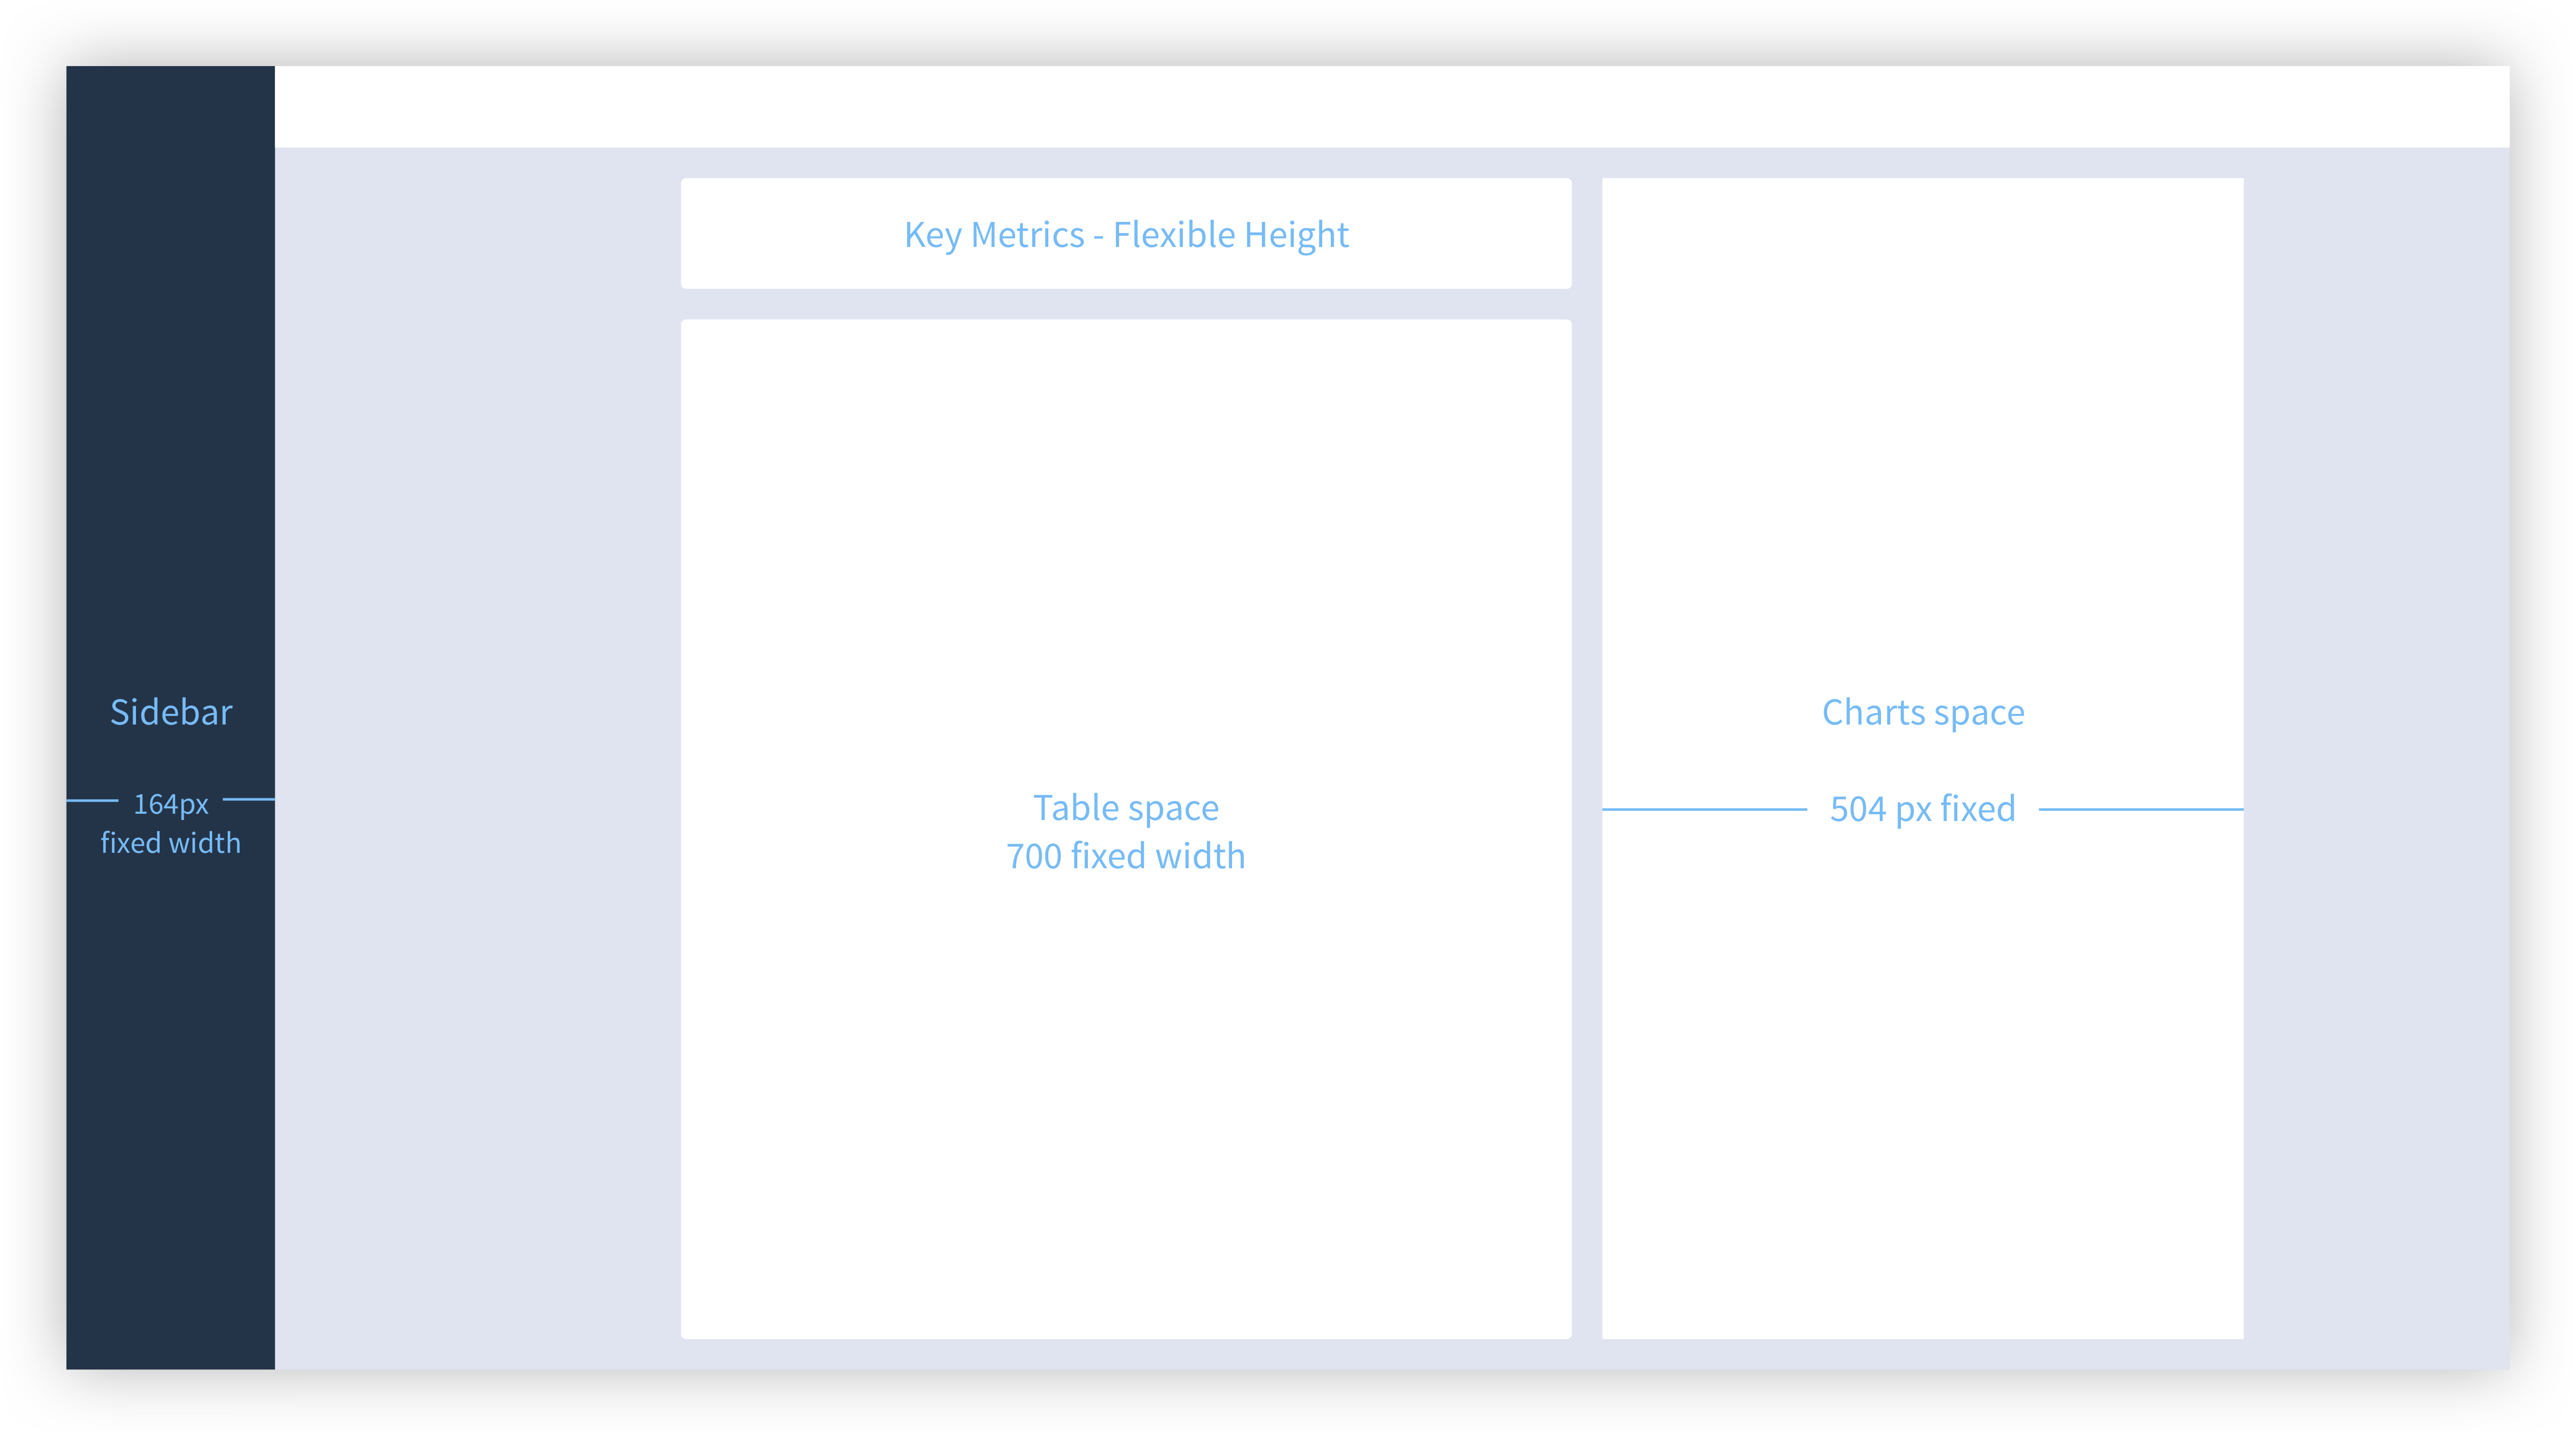 Key Metrics - Flexible Height
Sidebar
164px
fixed width
Table space
700 fixed width
Charts space
504 px fixed